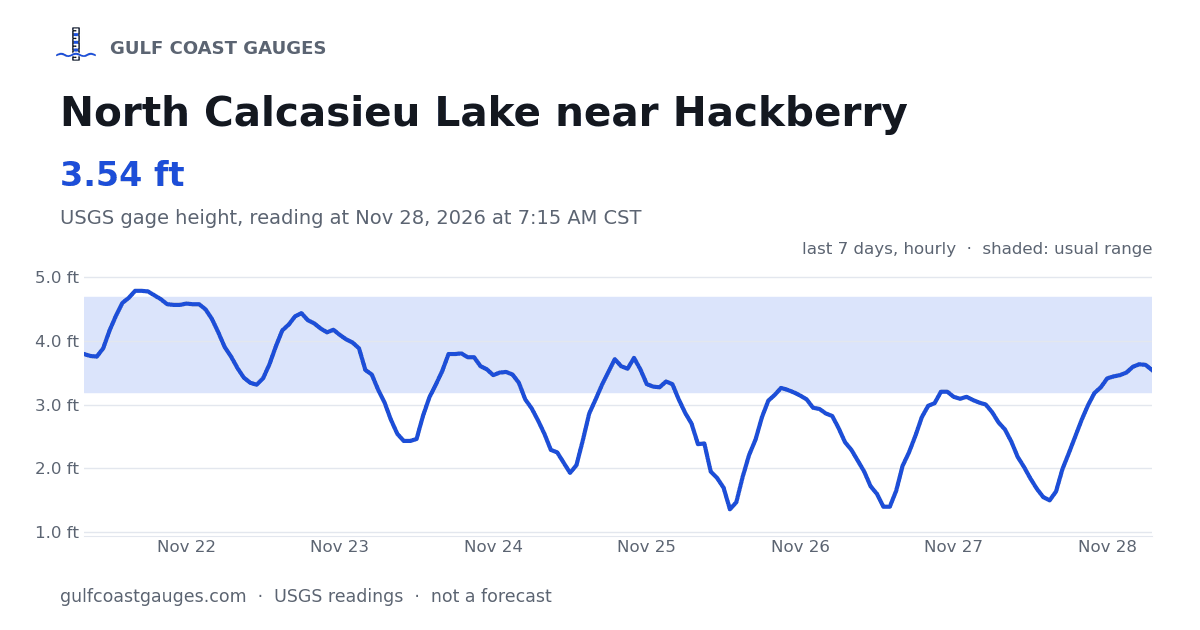 GULF COAST GAUGES
North Calcasieu Lake near Hackberry
3.54 ft
USGS gage height, reading at Nov 28, 2026 at 7:15 AM CST
last 7 days, hourly · shaded: usual range
5.0 ft
4.0 ft
3.0 ft
2.0 ft
1.0 ft
Nov 22 Nov 23 Nov 24 Nov 25 Nov 26 Nov 27 Nov 28
gulfcoastgauges.com · USGS readings · not a forecast